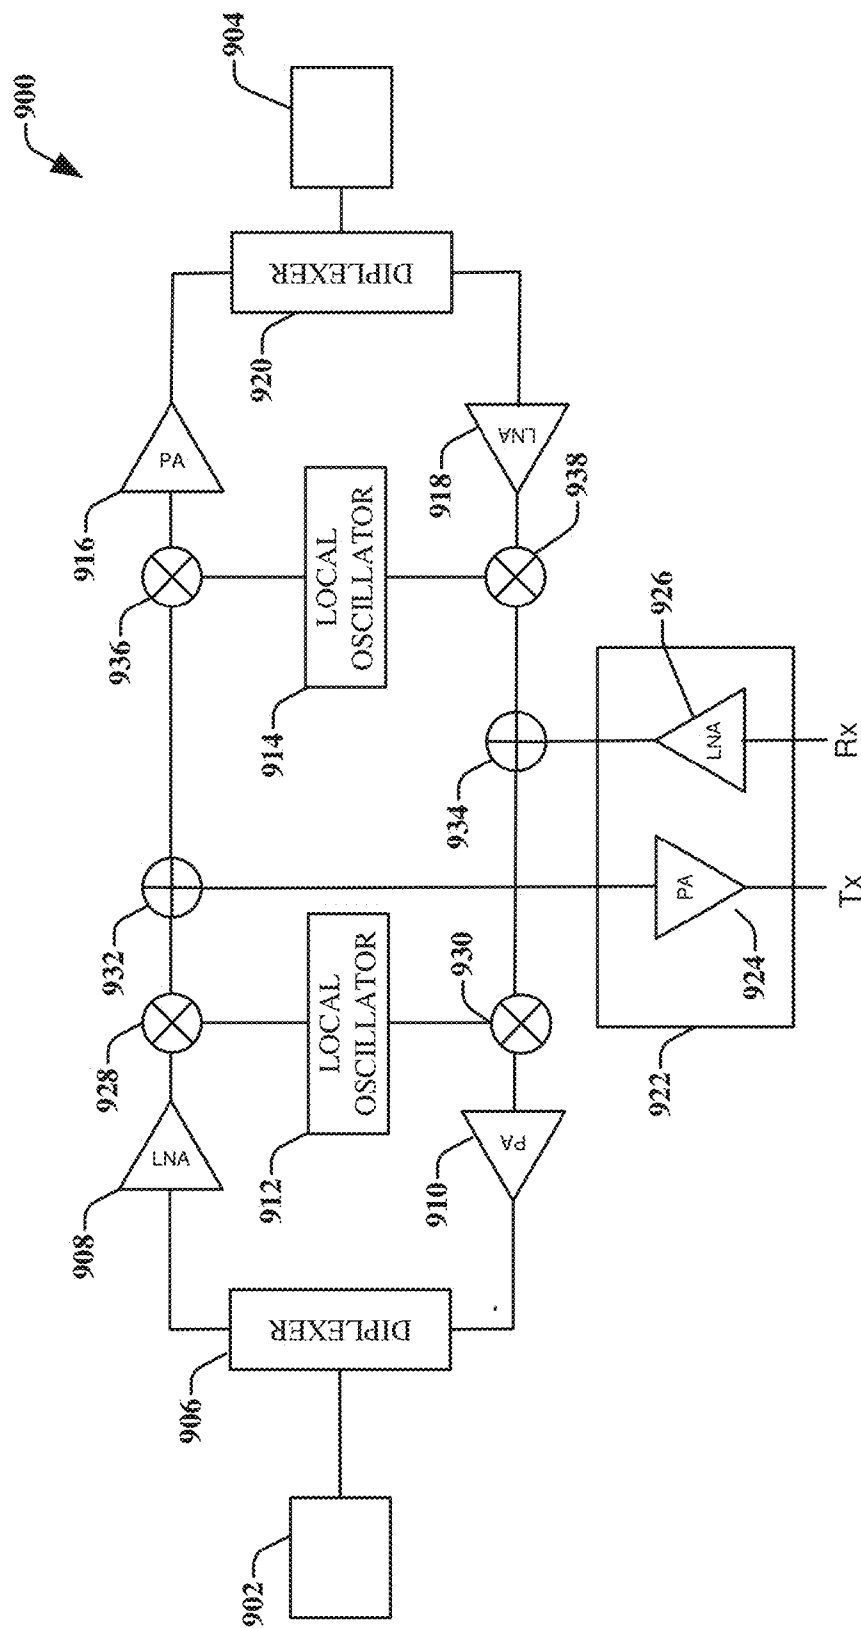 900
904
DIPLEXER
920
PA
916
LNA
918
938
936
LOCAL
OSCILLATOR
914
926
LNA
Rx
934
932
PA
Tx
924
922
930
LOCAL
OSCILLATOR
912
928
LNA
908
PA
910
DIPLEXER
906
902